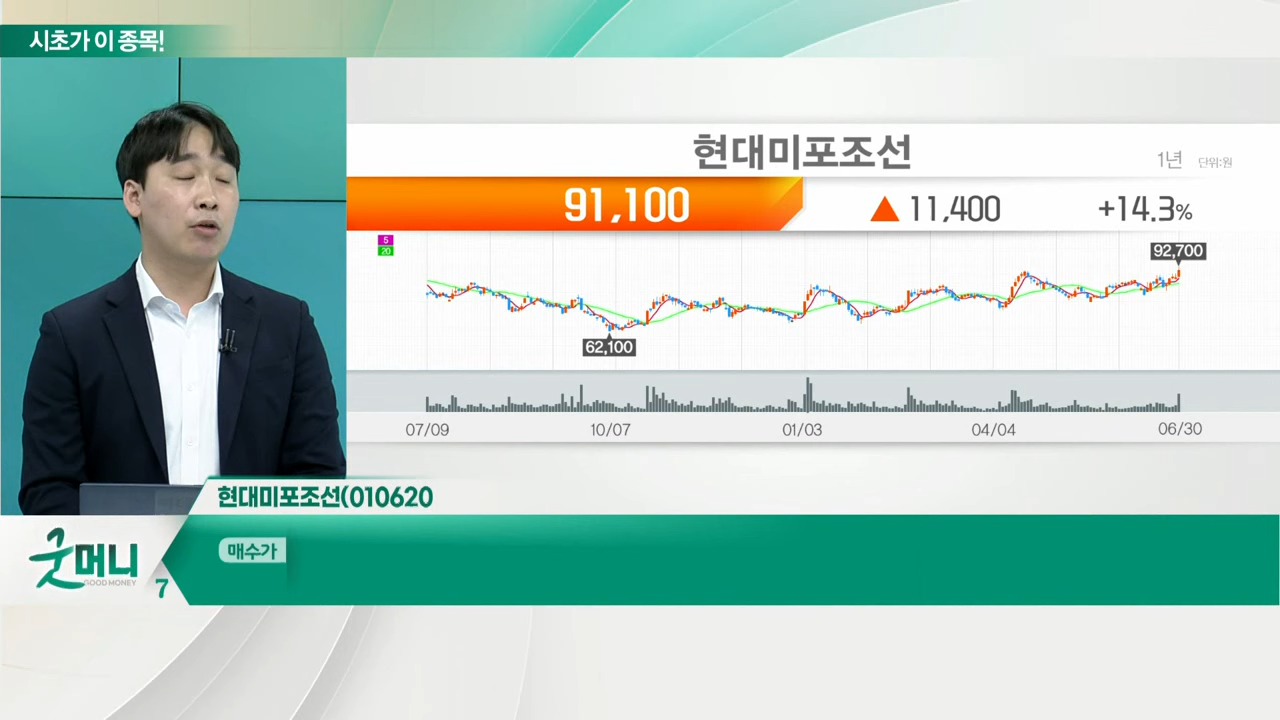 시초가 이 종목!
현대미포조선
1년 단위:원
91,100 ▲ 11,400 +14.3%
5
20
92,700
62,100
07/09 10/07 01/03 04/04 06/30
현대미포조선(010620
굿머니
GOOD MONEY
7
매수가